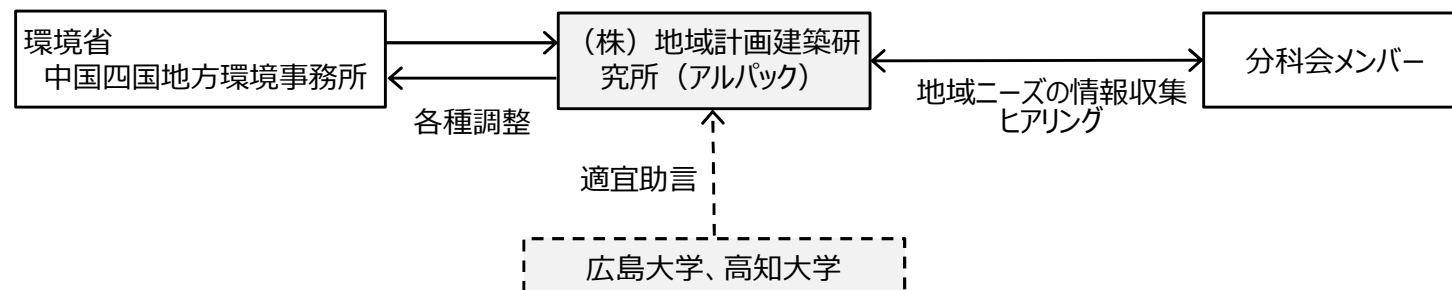 環境省
中国四国地方環境事務所
（株）地域計画建築研
究所（アルパック）
分科会メンバー
各種調整
地域ニーズの情報収集
ヒアリング
適宜助言
広島大学、高知大学